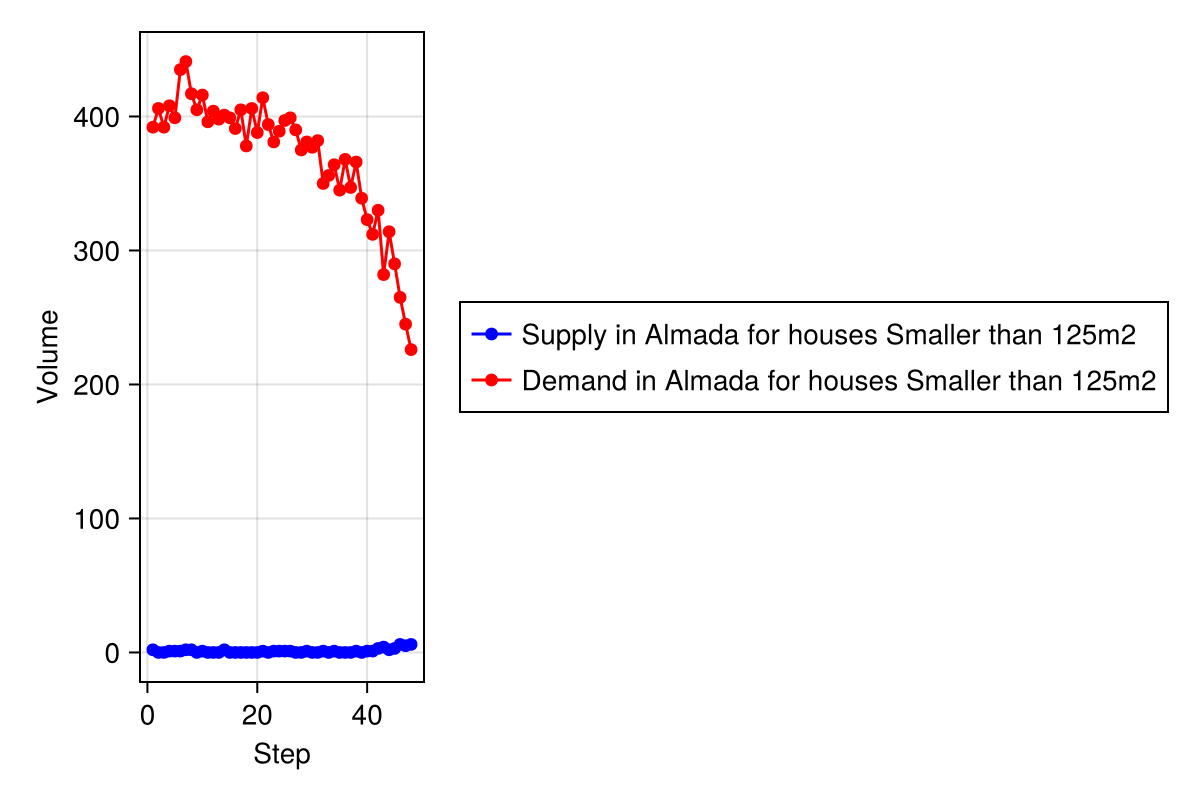 400
300
200
100
0
Volume
0 20 40
Step
Supply in Almada for houses Smaller than 125m2
Demand in Almada for houses Smaller than 125m2